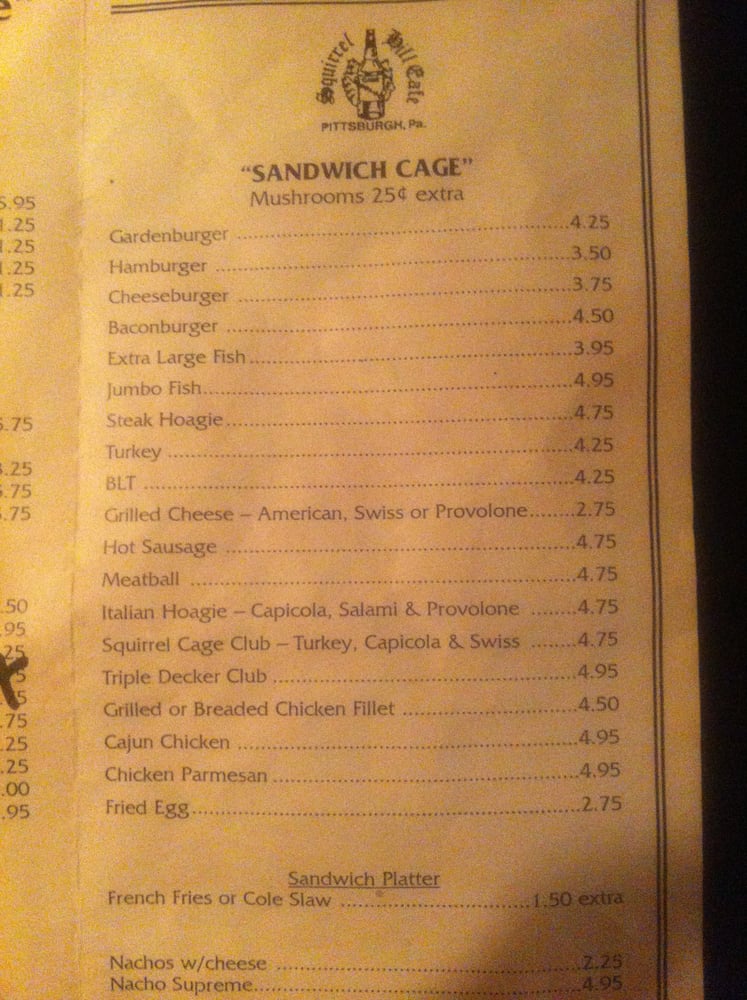 Squirrel Hill Cafe
PITTSBURGH, Pa.
"SANDWICH CAGE"
Mushrooms 25¢ extra
Gardenburger ........ 4.25
Hamburger ........ 3.50
Cheeseburger ........ 3.75
Baconburger ........ 4.50
Extra Large Fish ........ 3.95
Jumbo Fish ........ 4.95
Steak Hoagie ........ 4.75
Turkey ........ 4.25
BLT ........ 4.25
Grilled Cheese – American, Swiss or Provolone ........ 2.75
Hot Sausage ........ 4.75
Meatball ........ 4.75
Italian Hoagie – Capicola, Salami & Provolone ........ 4.75
Squirrel Cage Club – Turkey, Capicola & Swiss ........ 4.75
Triple Decker Club ........ 4.95
Grilled or Breaded Chicken Fillet ........ 4.50
Cajun Chicken ........ 4.95
Chicken Parmesan ........ 4.95
Fried Egg ........ 2.75
Sandwich Platter
French Fries or Cole Slaw ........ 1.50 extra
Nachos w/cheese ........ 2.25
Nacho Supreme ........ 4.95